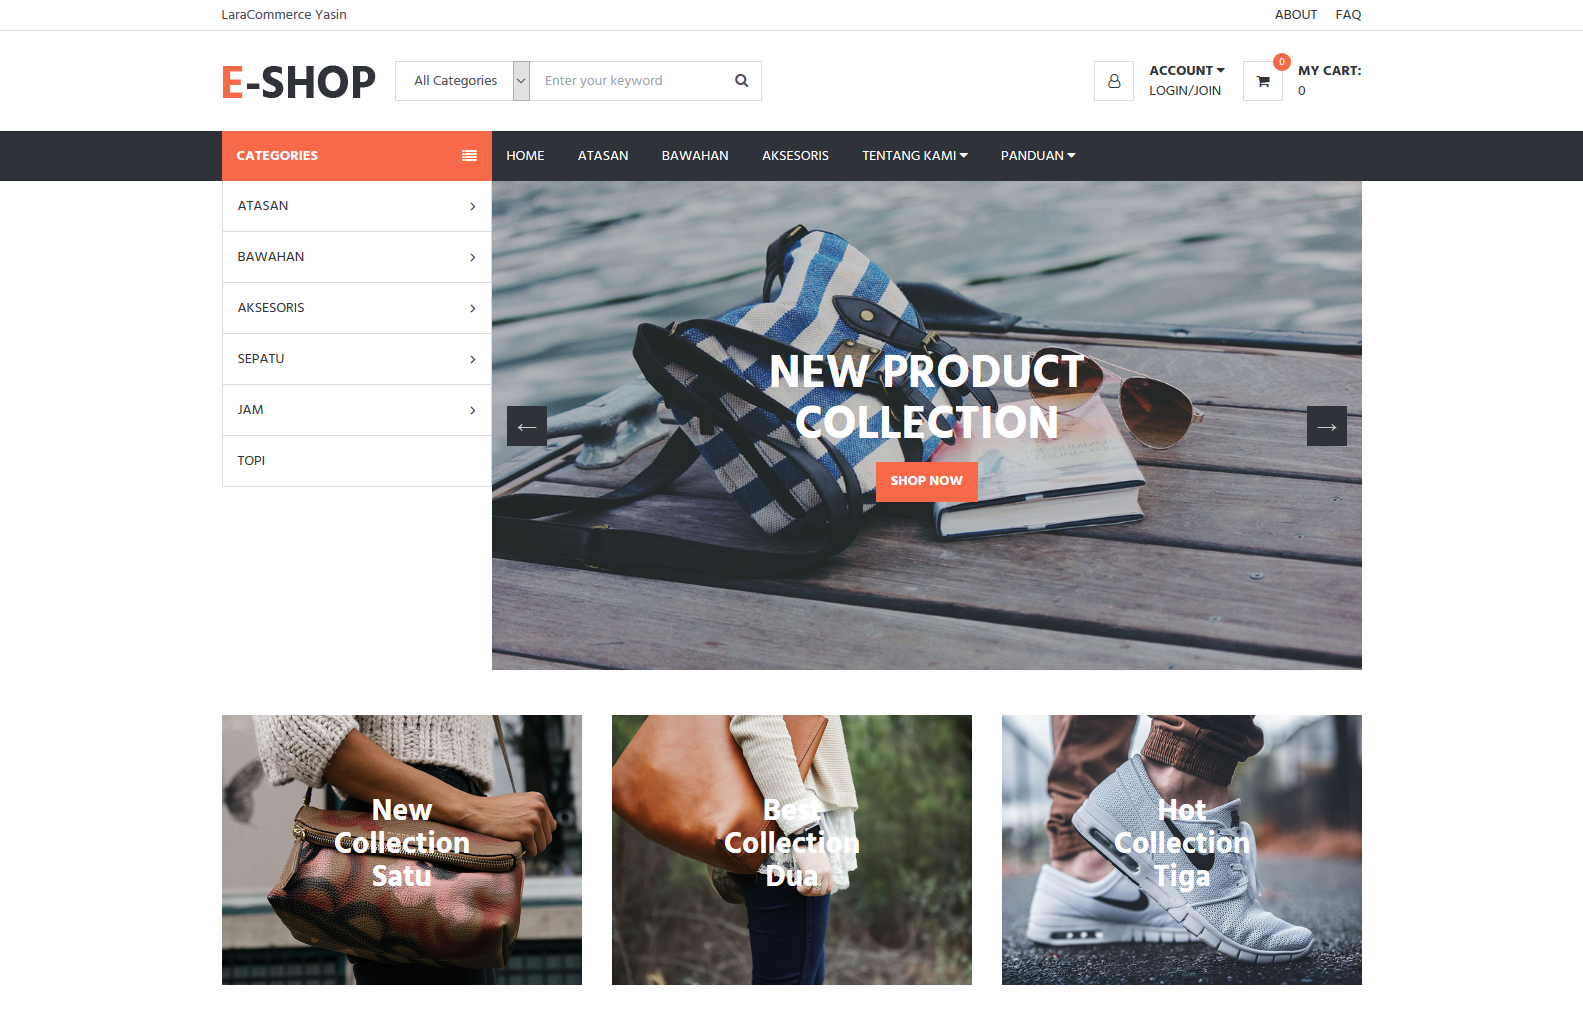 LaraCommerce Yasin
ABOUT FAQ
E-SHOP
All Categories
Enter your keyword
ACCOUNT
LOGIN/JOIN
0
MY CART:
0
CATEGORIES
HOME ATASAN BAWAHAN AKSESORIS TENTANG KAMI PANDUAN
ATASAN
BAWAHAN
AKSESORIS
SEPATU
JAM
TOPI
NEW PRODUCT
COLLECTION
SHOP NOW
New
Collection
Satu
Best
Collection
Dua
Hot
Collection
Tiga